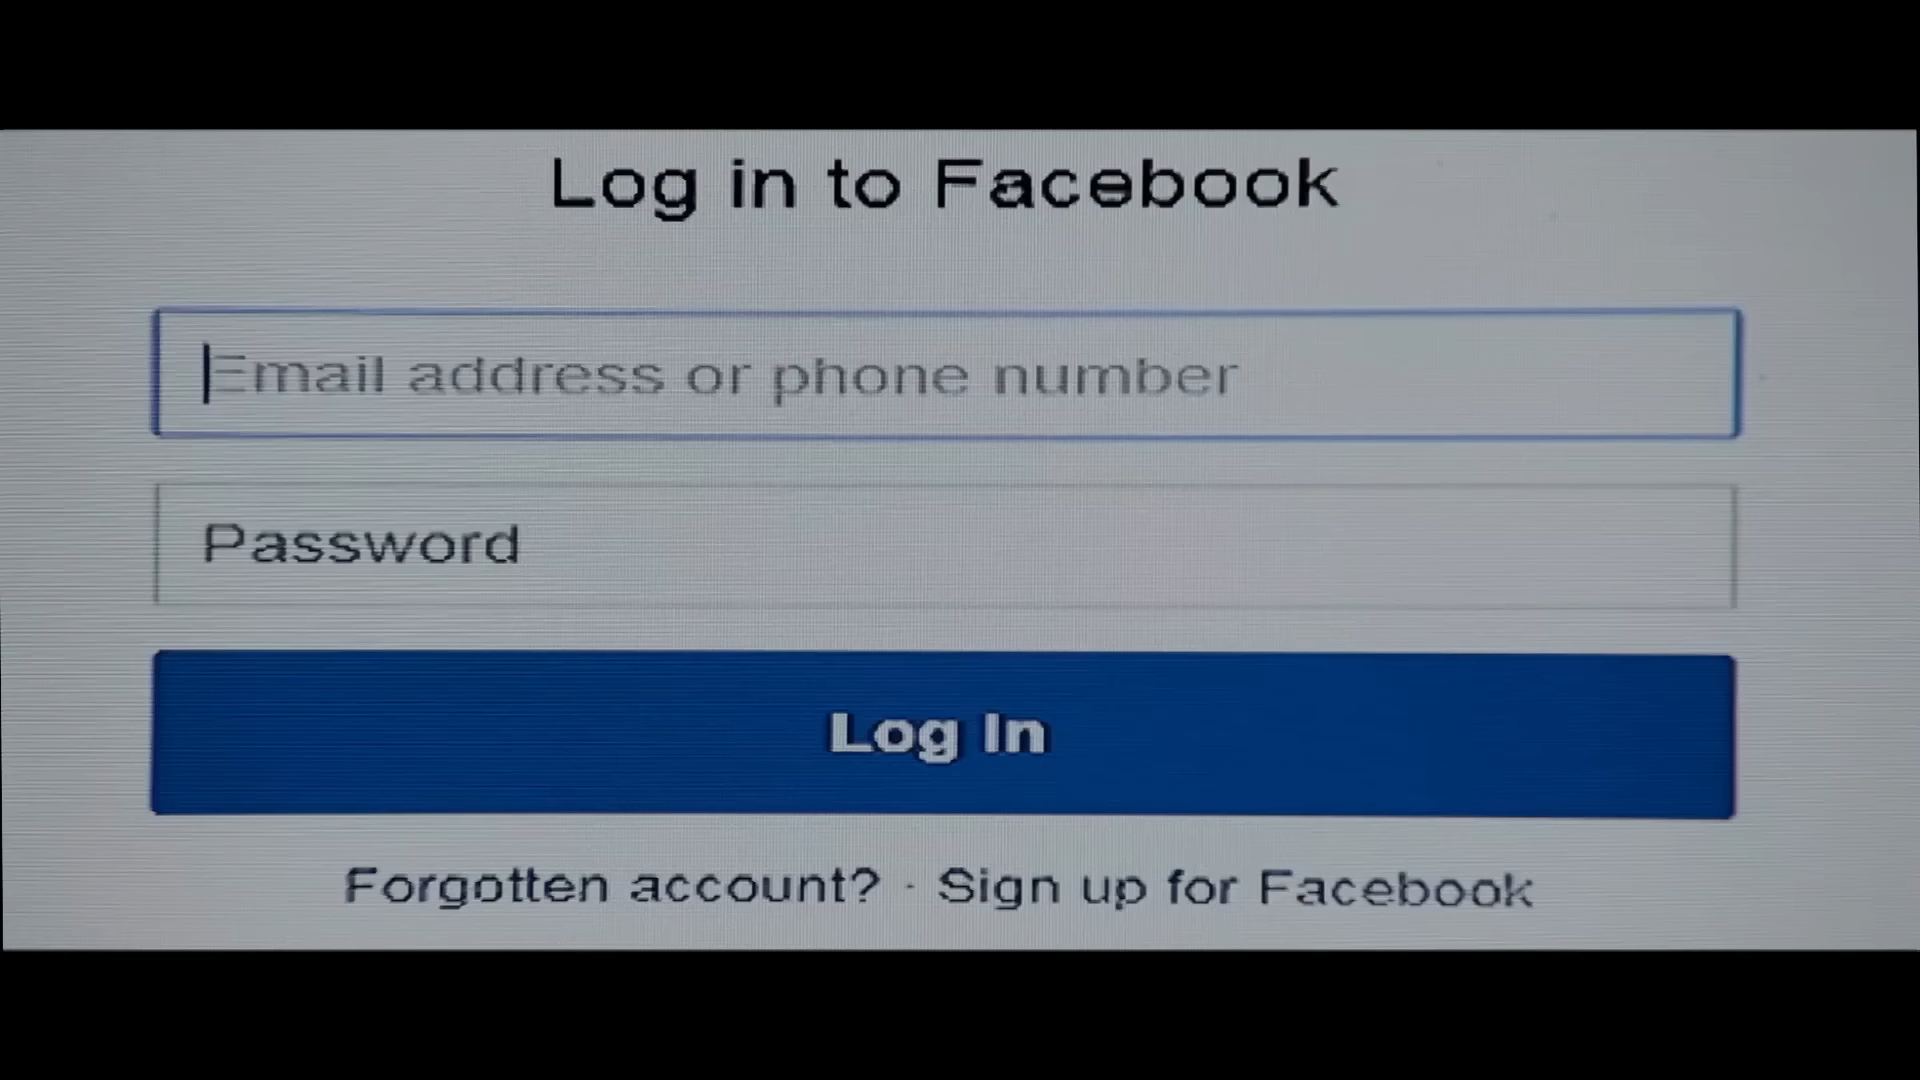 Log in to Facebook
Email address or phone number
Password
Log In
Forgotten account? · Sign up for Facebook